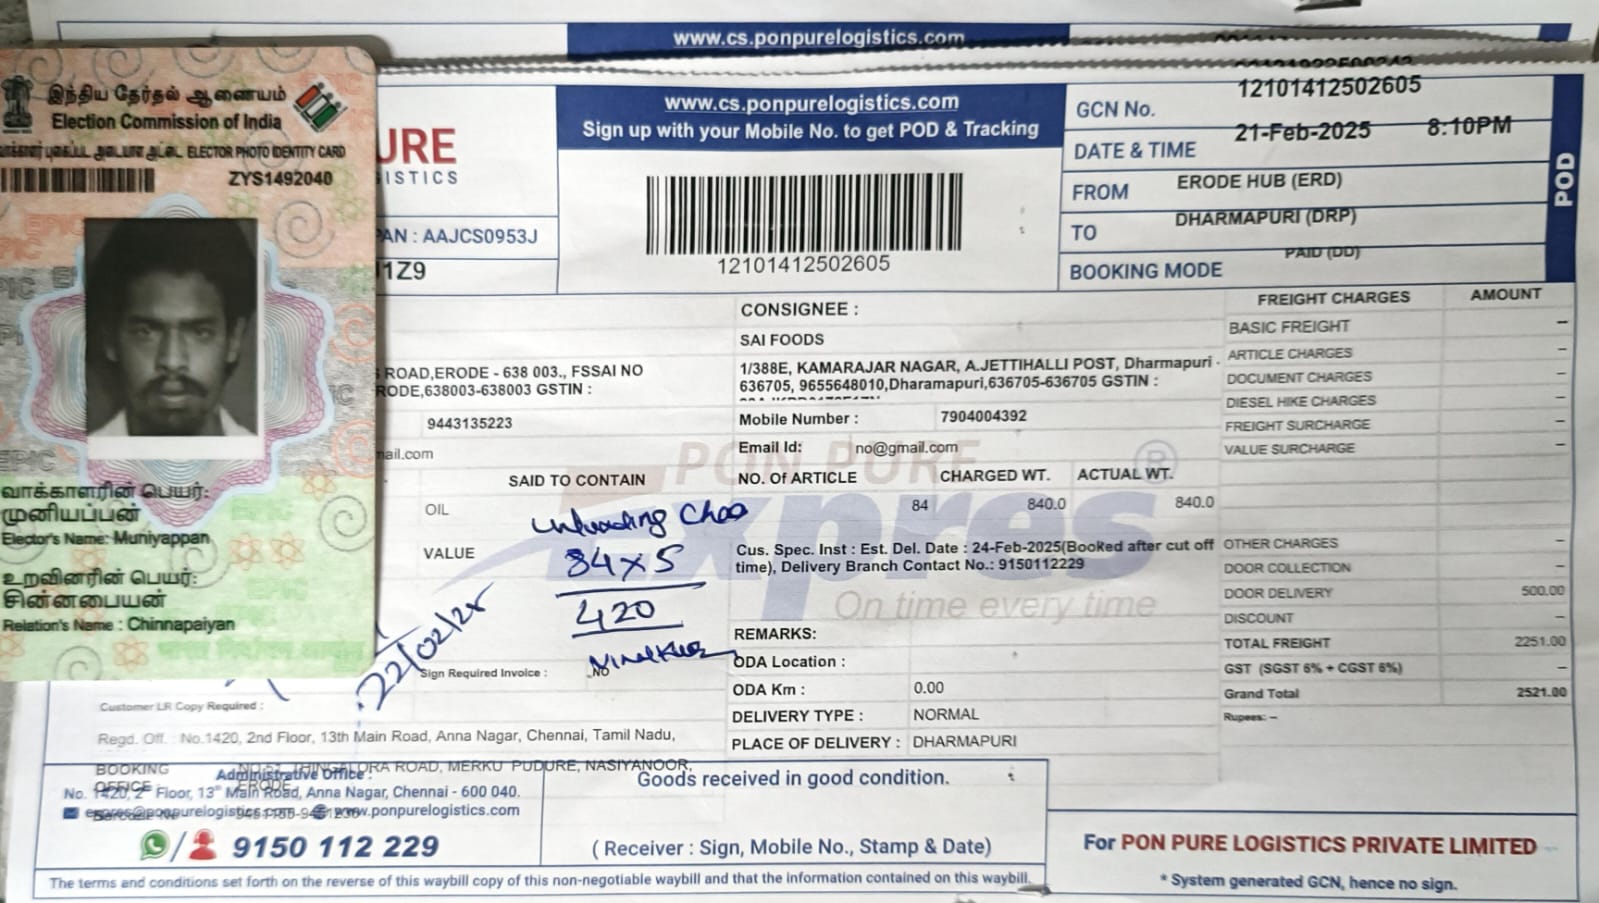 www.cs.ponpurelogistics.com
இந்திய தேர்தல் ஆணையம்
Election Commission of India
ELECTOR PHOTO IDENTITY CARD
ZYS1492040
வாக்காளரின் பெயர்:
முனியப்பன்
Elector's Name: Muniyappan
உறவினரின் பெயர்:
சின்னபையன்
Relation's Name : Chinnapaiyan
URE
ISTICS
PAN : AAJCS0953J
1Z9
www.cs.ponpurelogistics.com
Sign up with your Mobile No. to get POD & Tracking
12101412502605
GCN No. 12101412502605
DATE & TIME 21-Feb-2025 8:10PM
FROM ERODE HUB (ERD)
TO DHARMAPURI (DRP)
BOOKING MODE PAID (DD)
POD
ROAD,ERODE - 638 003., FSSAI NO
RODE,638003-638003 GSTIN :
9443135223
mail.com
CONSIGNEE :
SAI FOODS
1/388E, KAMARAJAR NAGAR, A.JETTIHALLI POST, Dharmapuri -
636705, 9655648010,Dharamapuri,636705-636705 GSTIN :
Mobile Number : 7904004392
Email Id: no@gmail.com
SAID TO CONTAIN NO. Of ARTICLE CHARGED WT. ACTUAL WT.
OIL 84 840.0 840.0
VALUE
unloading
84 x 5
420
22/02/25
Cus. Spec. Inst : Est. Del. Date : 24-Feb-2025(Booked after cut off
time), Delivery Branch Contact No.: 9150112229
PON PURE
Expres
On time every time
REMARKS:
ODA Location :
ODA Km : 0.00
DELIVERY TYPE : NORMAL
PLACE OF DELIVERY : DHARMAPURI
Sign Required Invoice : NO
Customer LR Copy Required :
Regd. Off. : No.1420, 2nd Floor, 13th Main Road, Anna Nagar, Chennai, Tamil Nadu,
FREIGHT CHARGES AMOUNT
BASIC FREIGHT –
ARTICLE CHARGES –
DOCUMENT CHARGES –
DIESEL HIKE CHARGES –
FREIGHT SURCHARGE –
VALUE SURCHARGE –
OTHER CHARGES –
DOOR COLLECTION –
DOOR DELIVERY 500.00
DISCOUNT –
TOTAL FREIGHT 2251.00
GST (SGST 6% + CGST 6%) –
Grand Total 2521.00
Rupees: –
BOOKING OFFICE
ROAD, MERKU PUDURE, NASIYANOOR,
ERODE
Administrative Office :
No. 1420, 2nd Floor, 13th Main Road, Anna Nagar, Chennai - 600 040.
9150 112 229
Goods received in good condition.
( Receiver : Sign, Mobile No., Stamp & Date)
For PON PURE LOGISTICS PRIVATE LIMITED
* System generated GCN, hence no sign.
The terms and conditions set forth on the reverse of this waybill copy of this non-negotiable waybill and that the information contained on this waybill.